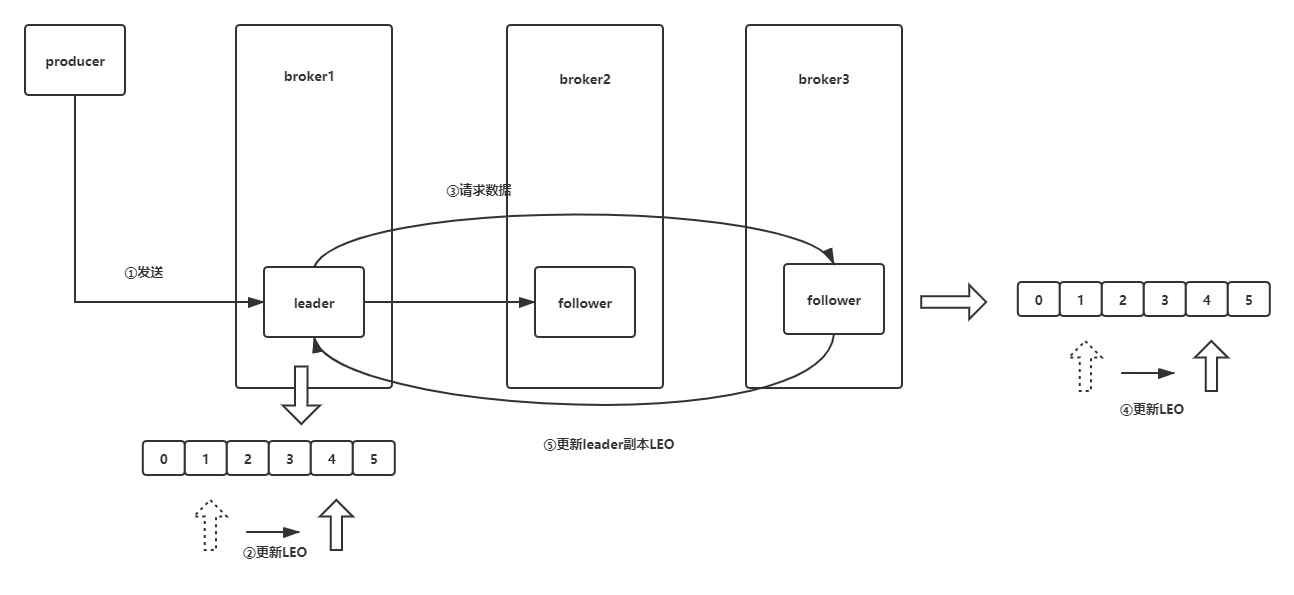 producer
broker1
broker2
broker3
③请求数据
①发送
leader
follower
follower
0 1 2 3 4 5
④更新LEO
⑤更新leader副本LEO
0 1 2 3 4 5
②更新LEO